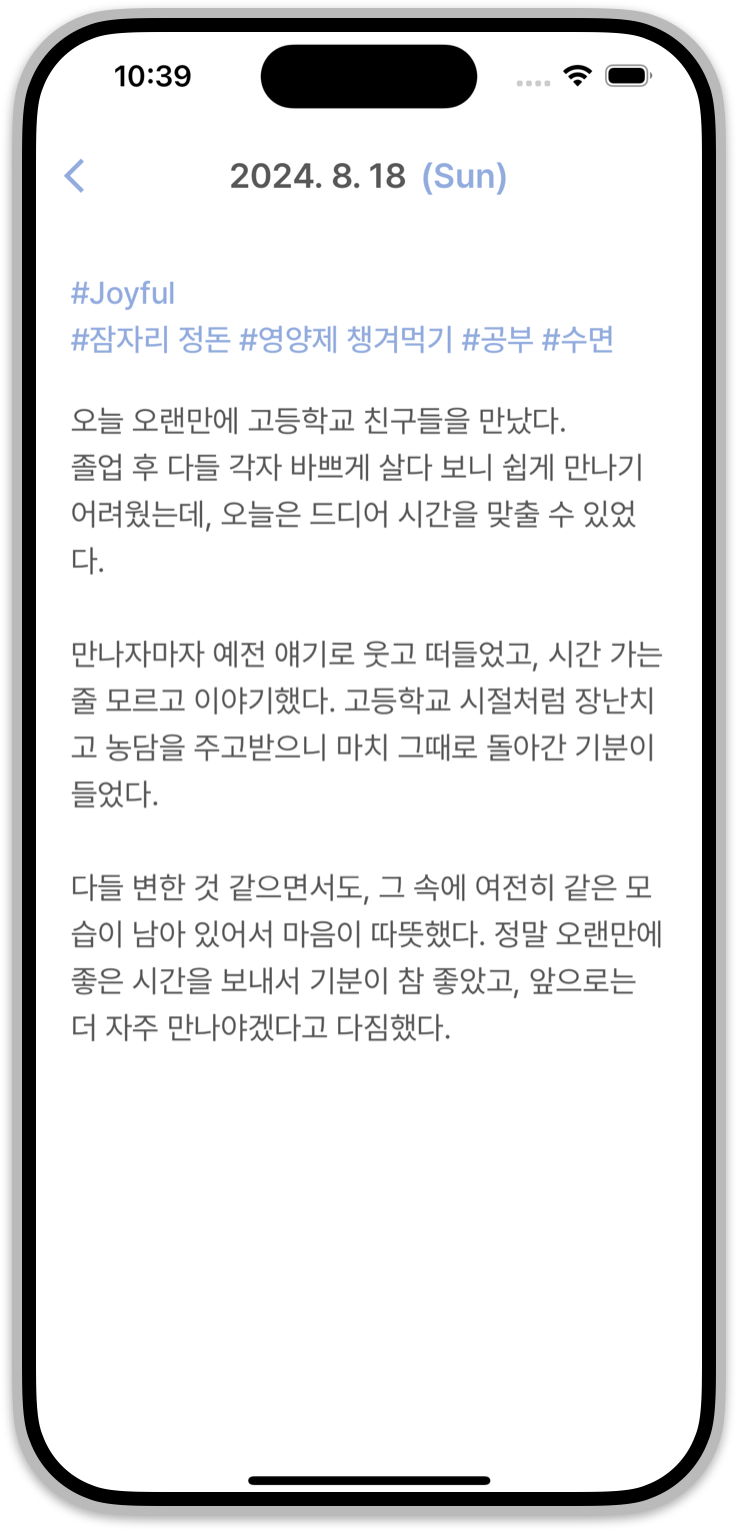 10:39
2024. 8. 18 (Sun)
#Joyful
#잠자리 정돈 #영양제 챙겨먹기 #공부 #수면
오늘 오랜만에 고등학교 친구들을 만났다.
졸업 후 다들 각자 바쁘게 살다 보니 쉽게 만나기
어려웠는데, 오늘은 드디어 시간을 맞출 수 있었
다.
만나자마자 예전 얘기로 웃고 떠들었고, 시간 가는
줄 모르고 이야기했다. 고등학교 시절처럼 장난치
고 농담을 주고받으니 마치 그때로 돌아간 기분이
들었다.
다들 변한 것 같으면서도, 그 속에 여전히 같은 모
습이 남아 있어서 마음이 따뜻했다. 정말 오랜만에
좋은 시간을 보내서 기분이 참 좋았고, 앞으로는
더 자주 만나야겠다고 다짐했다.